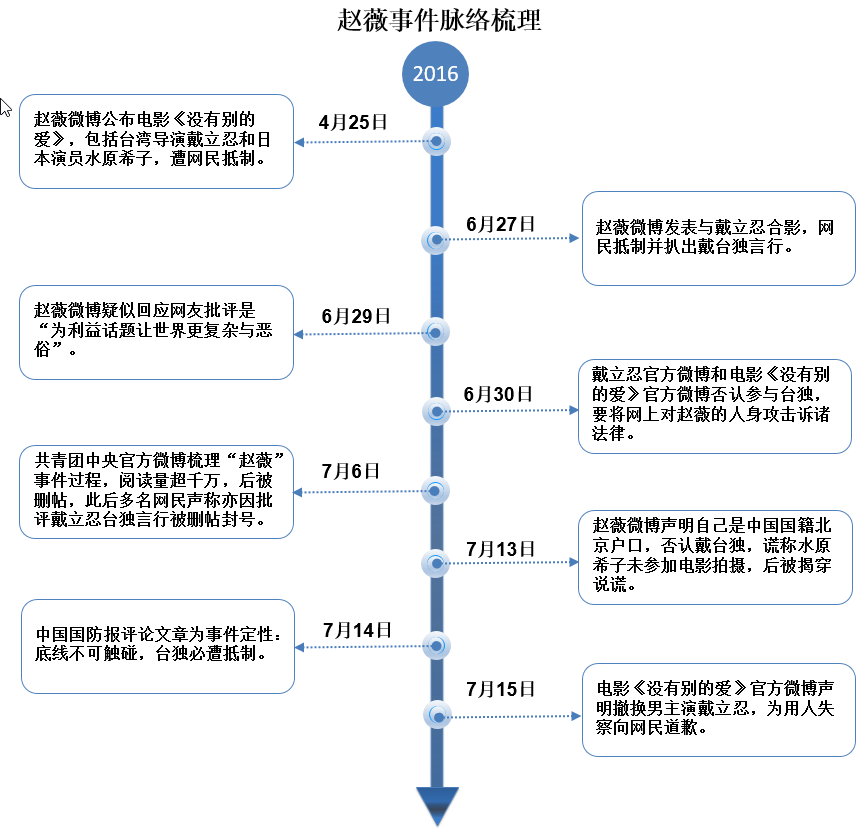 赵薇事件脉络梳理
2016
4月25日
赵薇微博公布电影《没有别的
爱》，包括台湾导演戴立忍和日
本演员水原希子，遭网民抵制。
6月27日
赵薇微博发表与戴立忍合影，网
民抵制并扒出戴台独言行。
6月29日
赵薇微博疑似回应网友批评是
“为利益话题让世界更复杂与恶
俗”。
6月30日
戴立忍官方微博和电影《没有别
的爱》官方微博否认参与台独，
要将网上对赵薇的人身攻击诉诸
法律。
7月6日
共青团中央官方微博梳理“赵薇”
事件过程，阅读量超千万，后被
删帖，此后多名网民声称亦因批
评戴立忍台独言行被删帖封号。
7月13日
赵薇微博声明自己是中国国籍北
京户口，否认戴台独，谎称水原
希子未参加电影拍摄，后被揭穿
说谎。
7月14日
中国国防报评论文章为事件定性：
底线不可触碰，台独必遭抵制。
7月15日
电影《没有别的爱》官方微博声
明撤换男主演戴立忍，为用人失
察向网民道歉。